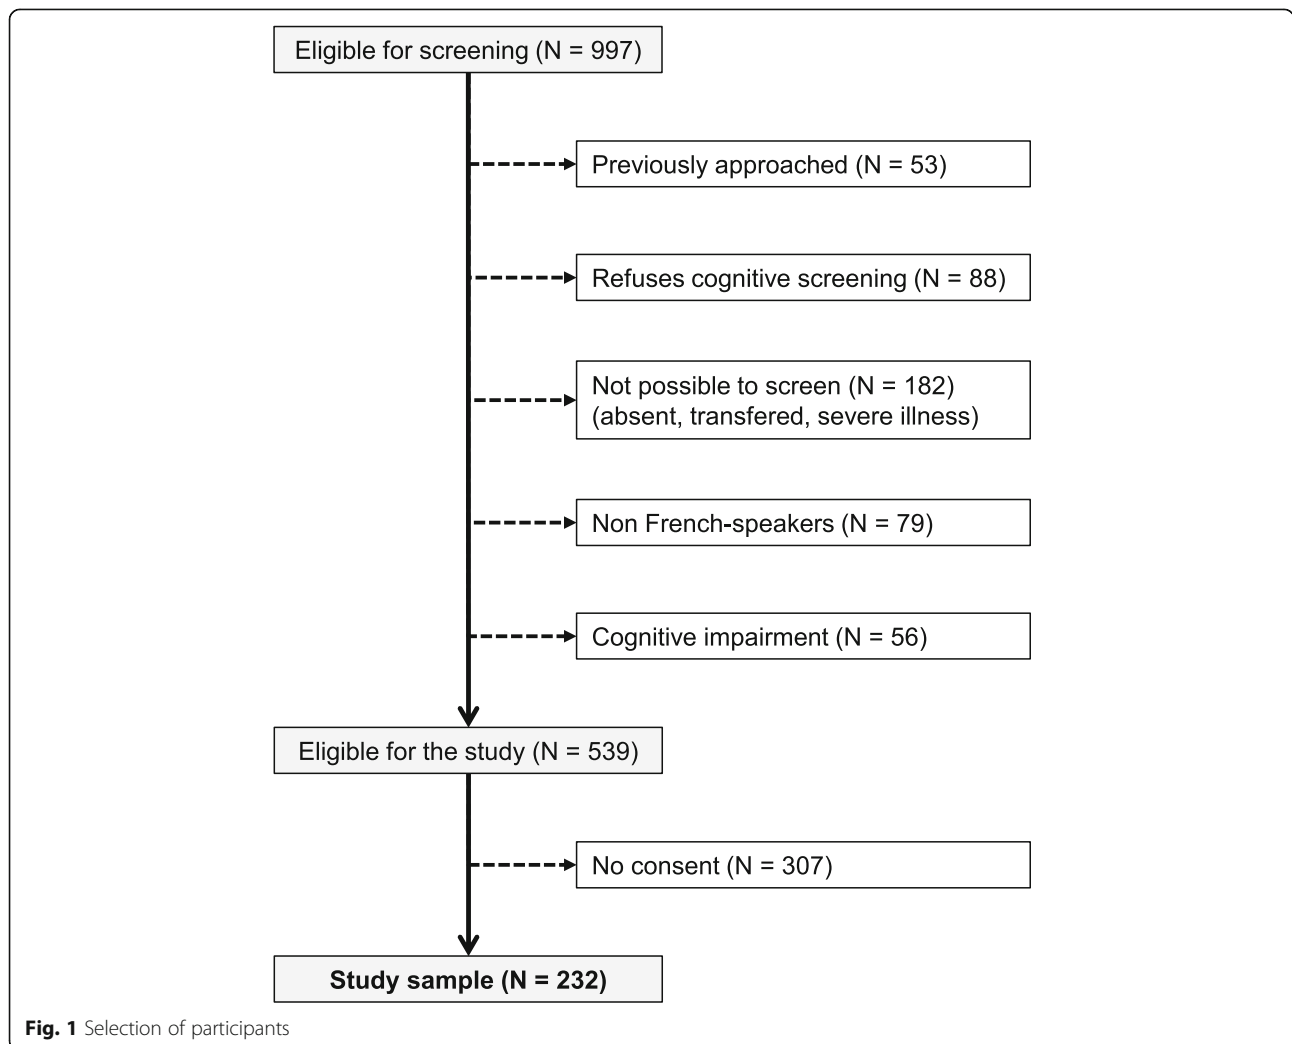 Eligible for screening (N = 997)
Previously approached (N = 53)
Refuses cognitive screening (N = 88)
Not possible to screen (N = 182)
(absent, transfered, severe illness)
Non French-speakers (N = 79)
Cognitive impairment (N = 56)
Eligible for the study (N = 539)
No consent (N = 307)
Study sample (N = 232)
Fig. 1 Selection of participants